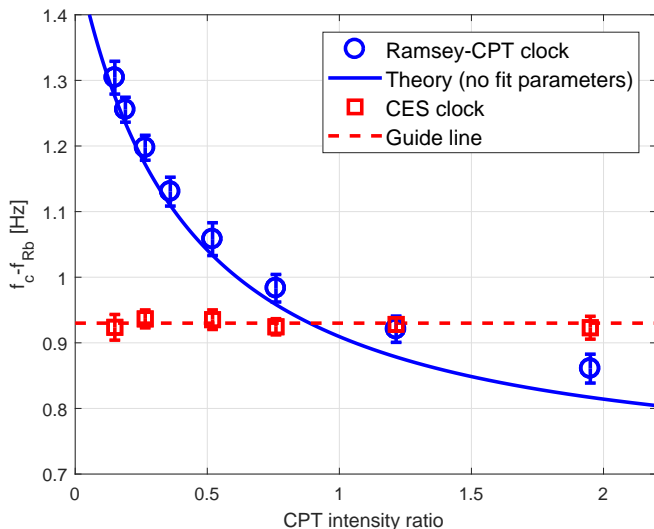 1.4
1.3
1.2
1.1
1
0.9
0.8
0.7
f_c-f_Rb [Hz]
Ramsey-CPT clock
Theory (no fit parameters)
CES clock
Guide line
0 0.5 1 1.5 2
CPT intensity ratio